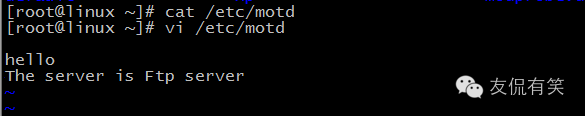 [root@linux ~]# cat /etc/motd
[root@linux ~]# vi /etc/motd
hello
The server is Ftp server
~
~
友侃有笑